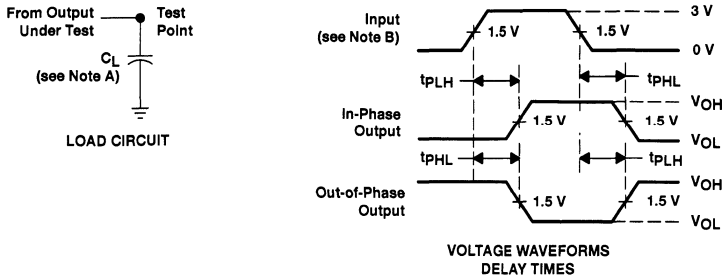 From Output
Under Test
Test
Point
CL
(see Note A)
LOAD CIRCUIT
Input
(see Note B)
1.5 V
1.5 V
3 V
0 V
tPLH
tPHL
In-Phase
Output
1.5 V
1.5 V
VOH
VOL
tPHL
tPLH
Out-of-Phase
Output
1.5 V
1.5 V
VOH
VOL
VOLTAGE WAVEFORMS
DELAY TIMES